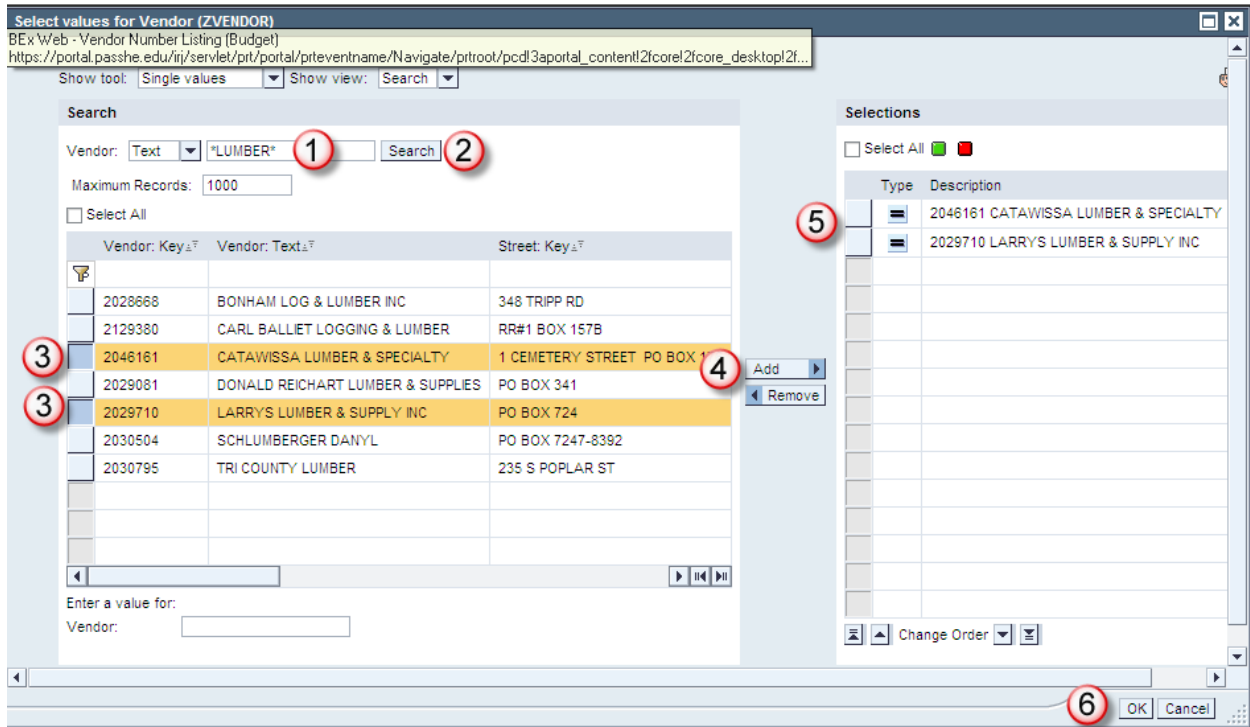 Select values for Vendor (ZVENDOR)
BEx Web - Vendor Number Listing (Budget)
https://portal.passhe.edu/irj/servlet/prt/portal/prteventname/Navigate/prtroot/pcd!3aportal_content!2fcore!2fcore_desktop!2f...
Show tool: Single values Show view: Search
Search
Vendor: Text *LUMBER* 1 Search 2
Maximum Records: 1000
Select All
Vendor: Key Vendor: Text Street: Key
2028668 BONHAM LOG & LUMBER INC 348 TRIPP RD
2129380 CARL BALLIET LOGGING & LUMBER RR#1 BOX 157B
3 2046161 CATAWISSA LUMBER & SPECIALTY 1 CEMETERY STREET PO BOX
2029081 DONALD REICHART LUMBER & SUPPLIES PO BOX 341
3 2029710 LARRYS LUMBER & SUPPLY INC PO BOX 724
2030504 SCHLUMBERGER DANYL PO BOX 7247-8392
2030795 TRI COUNTY LUMBER 235 S POPLAR ST
Enter a value for:
Vendor:
4 Add
Remove
Selections
Select All
Type Description
5 2046161 CATAWISSA LUMBER & SPECIALTY
2029710 LARRYS LUMBER & SUPPLY INC
Change Order
6 OK Cancel